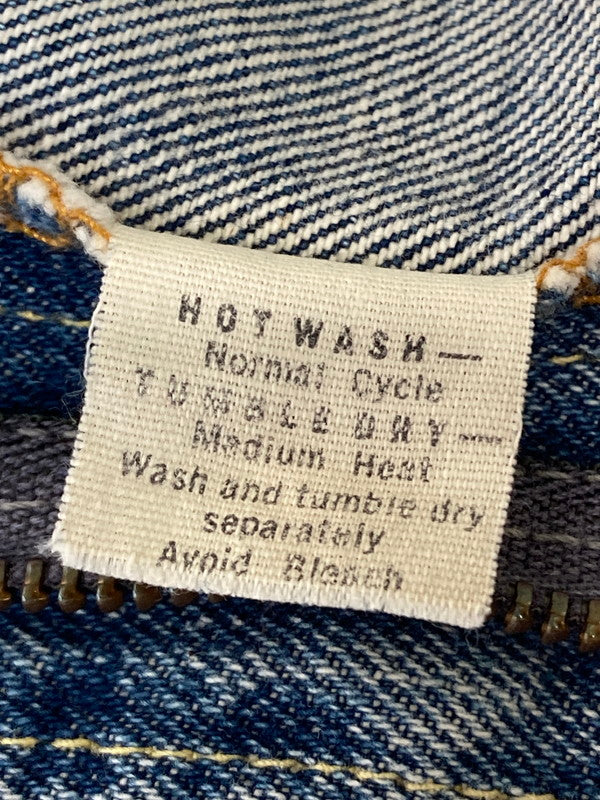 HOT WASH—
Normal Cycle
TUMBLE DRY—
Medium Heat
Wash and tumble dry
separately
Avoid Bleach